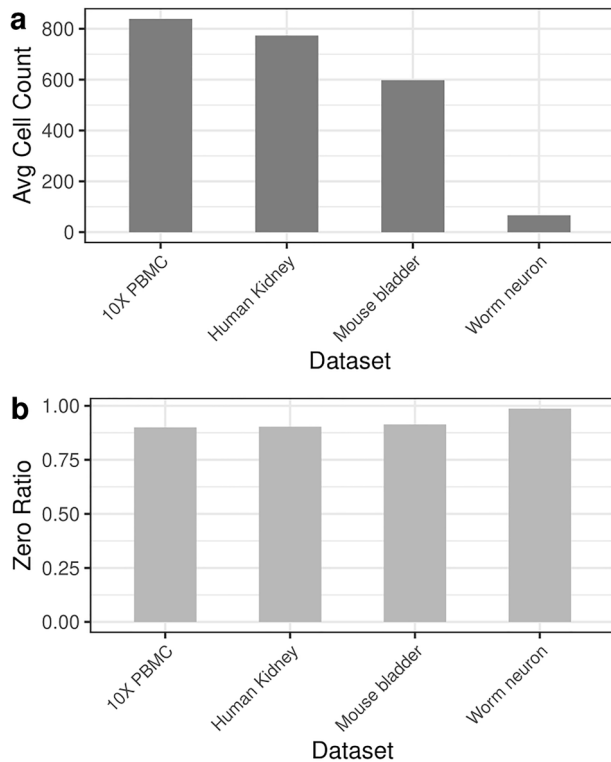 a
Avg Cell Count
800
600
400
200
0
10X PBMC
Human Kidney
Mouse bladder
Worm neuron
Dataset
b
Zero Ratio
1.00
0.75
0.50
0.25
0.00
10X PBMC
Human Kidney
Mouse bladder
Worm neuron
Dataset